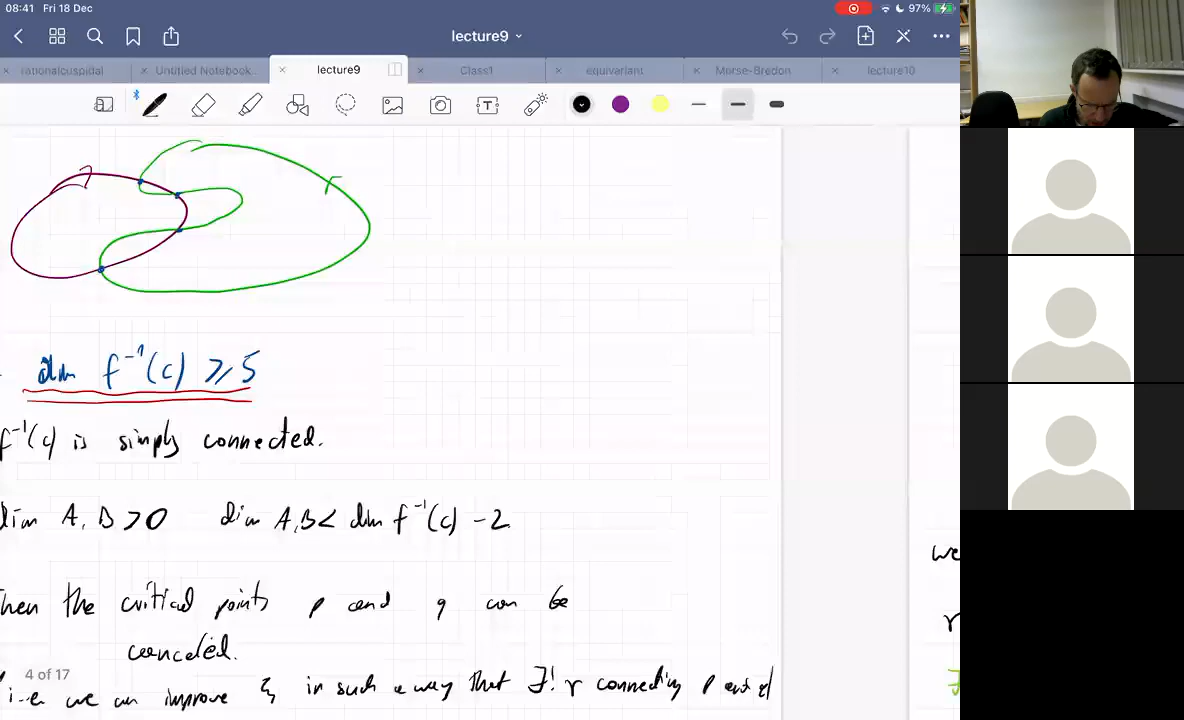 08:41 Fri 18 Dec
97%
lecture9
rationalcuspidal
Untitled Notebook...
lecture9
Class1
equivariant
Morse-Bredon
lecture10
dim f⁻¹(c) ⩾ 5
f⁻¹(c) is simply connected.
dim A, B > 0 dim A, B < dim f⁻¹(c) - 2
Then the critical points p and q can be
canceled.
4 of 17
i.e we can improve ξ in such a way that ∃! γ connecting p and q
we